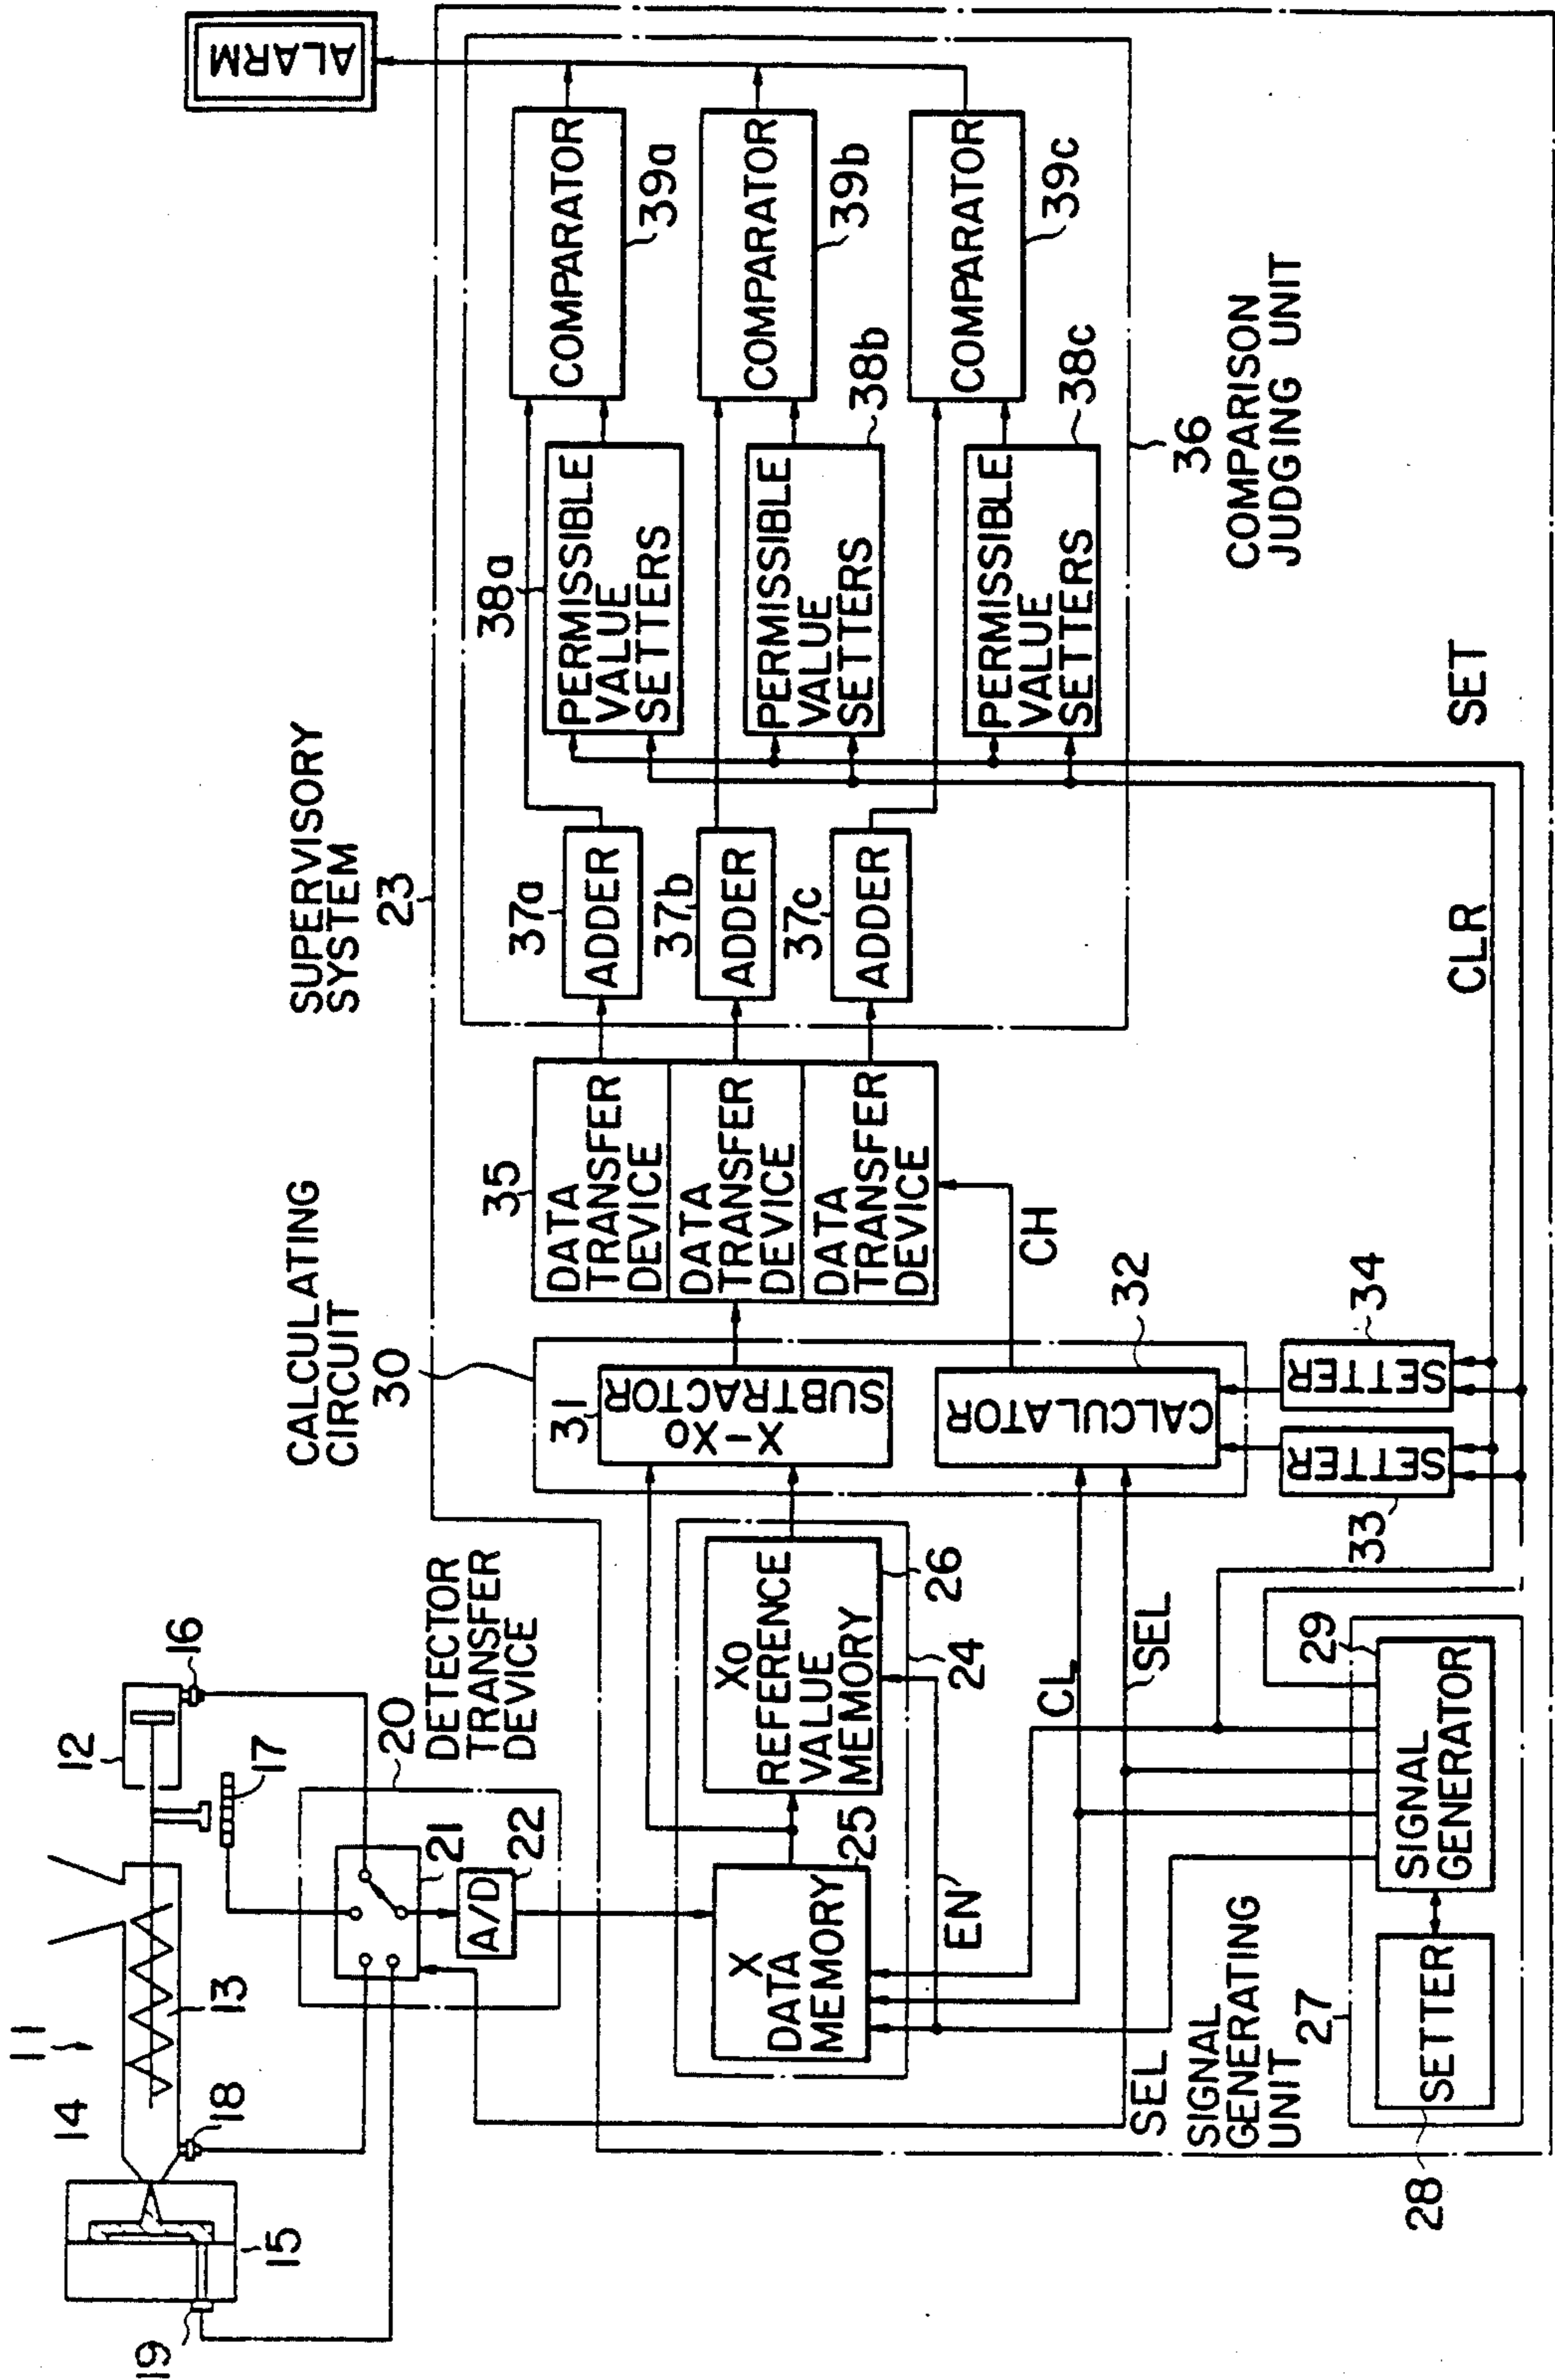 11
12
13
14
15
16
17
18
19
20
DETECTOR
TRANSFER
DEVICE
21
A/D
22
SUPERVISORY
SYSTEM
23
X
DATA
MEMORY
25
X0
REFERENCE
VALUE
MEMORY
26
24
EN
CL
SEL
SEL
SIGNAL
GENERATING
UNIT
27
SETTER
28
SIGNAL
GENERATOR
29
CALCULATING
CIRCUIT
30
31
X-X0
SUBTRACTOR
CALCULATOR
32
SETTER
33
SETTER
34
CH
35
DATA
TRANSFER
DEVICE
DATA
TRANSFER
DEVICE
DATA
TRANSFER
DEVICE
37a
ADDER
37b
ADDER
37c
ADDER
38a
PERMISSIBLE
VALUE
SETTERS
PERMISSIBLE
VALUE
SETTERS
38b
PERMISSIBLE
VALUE
SETTERS
38c
COMPARATOR
39a
COMPARATOR
39b
COMPARATOR
39c
36
COMPARISON
JUDGING UNIT
ALARM
CLR
SET